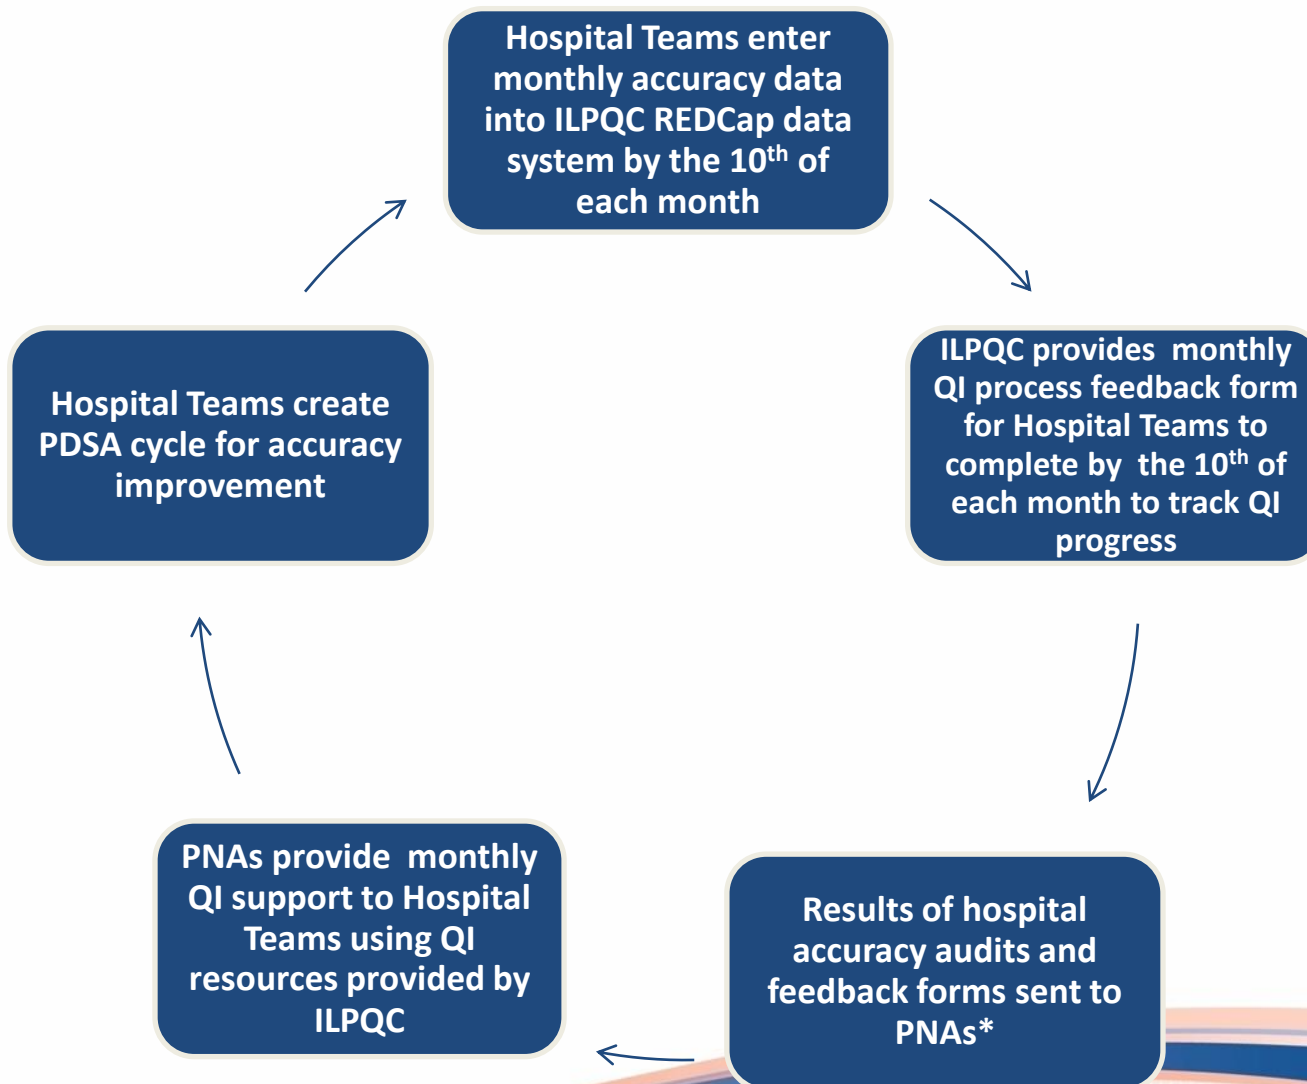 Hospital Teams enter
monthly accuracy data
into ILPQC REDCap data
system by the 10th of
each month
ILPQC provides monthly
QI process feedback form
for Hospital Teams to
complete by the 10th of
each month to track QI
progress
Results of hospital
accuracy audits and
feedback forms sent to
PNAs*
PNAs provide monthly
QI support to Hospital
Teams using QI
resources provided by
ILPQC
Hospital Teams create
PDSA cycle for accuracy
improvement